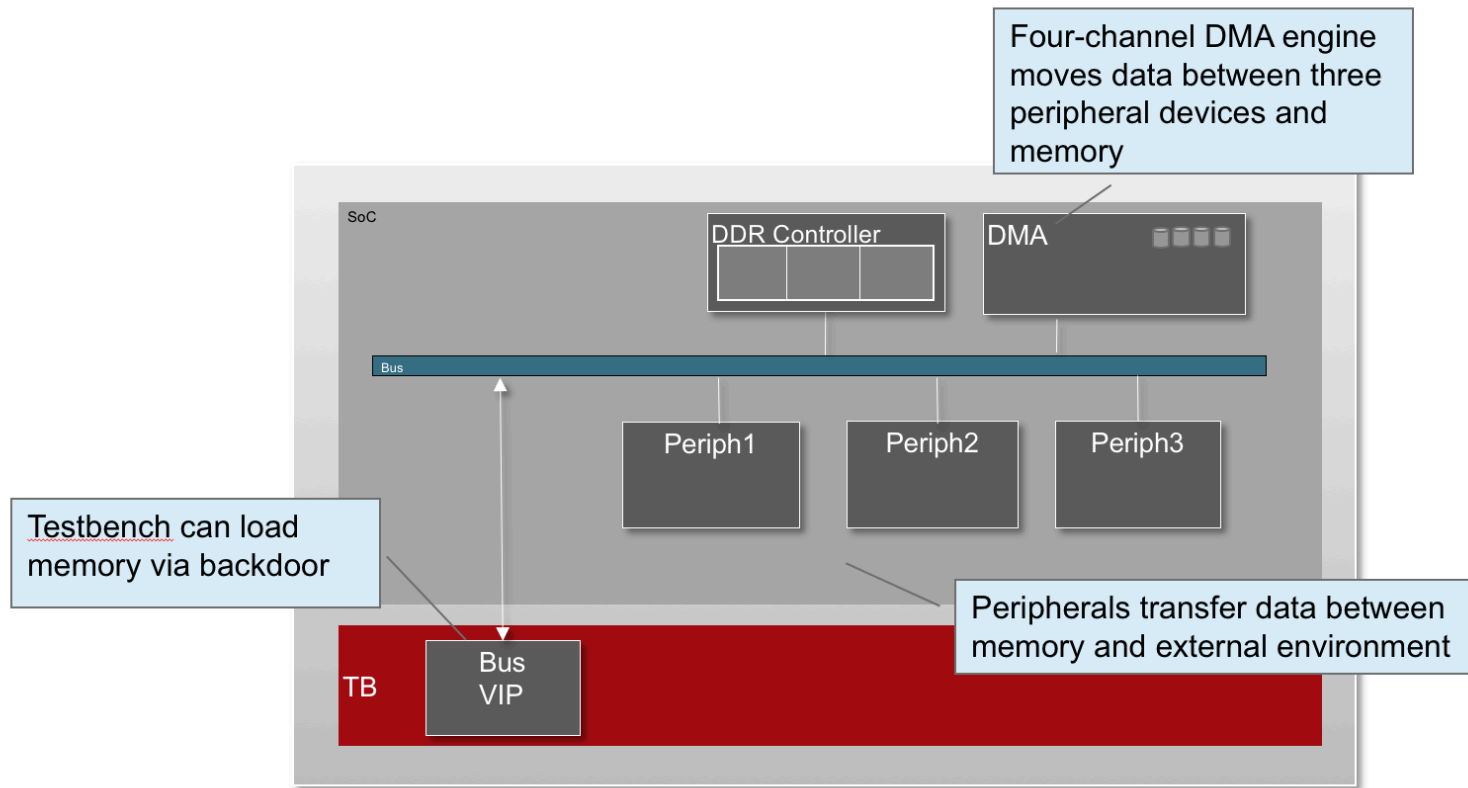 Four-channel DMA engine
moves data between three
peripheral devices and
memory
SoC
DDR Controller
DMA
Bus
Periph1
Periph2
Periph3
Testbench can load
memory via backdoor
Peripherals transfer data between
memory and external environment
TB
Bus
VIP